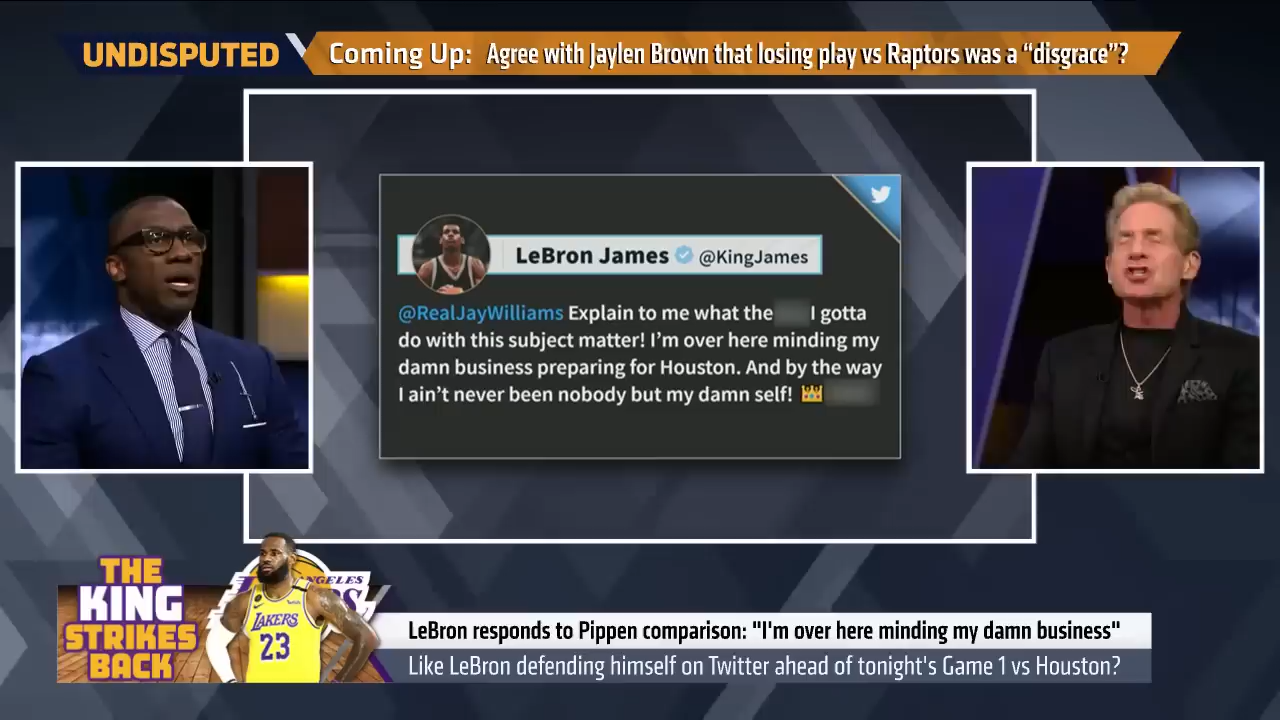 UNDISPUTED
Coming Up: Agree with Jaylen Brown that losing play vs Raptors was a “disgrace”?
LeBron James @KingJames
@RealJayWilliams Explain to me what the I gotta
do with this subject matter! I’m over here minding my
damn business preparing for Houston. And by the way
I ain’t never been nobody but my damn self!
THE
KING
STRIKES
BACK
LAKERS
23
LeBron responds to Pippen comparison: "I'm over here minding my damn business"
Like LeBron defending himself on Twitter ahead of tonight's Game 1 vs Houston?